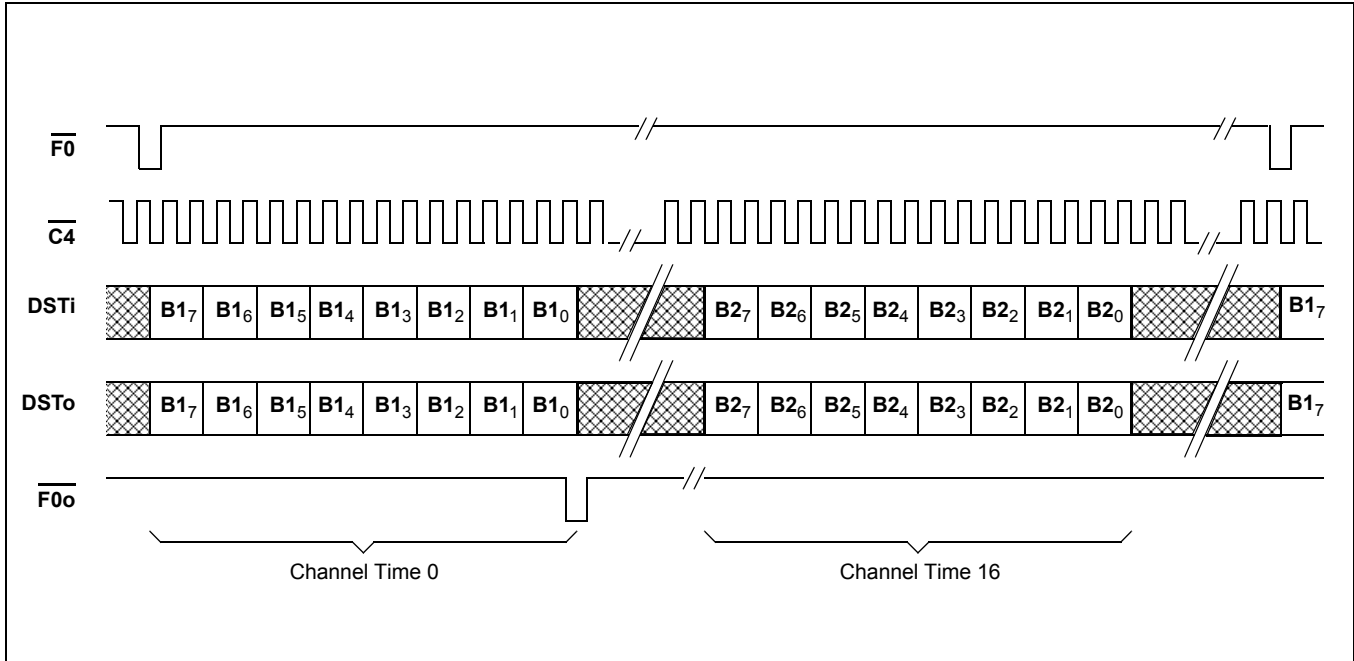 F0
C4
DSTi B17 B16 B15 B14 B13 B12 B11 B10 B27 B26 B25 B24 B23 B22 B21 B20 B17
DSTo B17 B16 B15 B14 B13 B12 B11 B10 B27 B26 B25 B24 B23 B22 B21 B20 B17
F0o
Channel Time 0 Channel Time 16